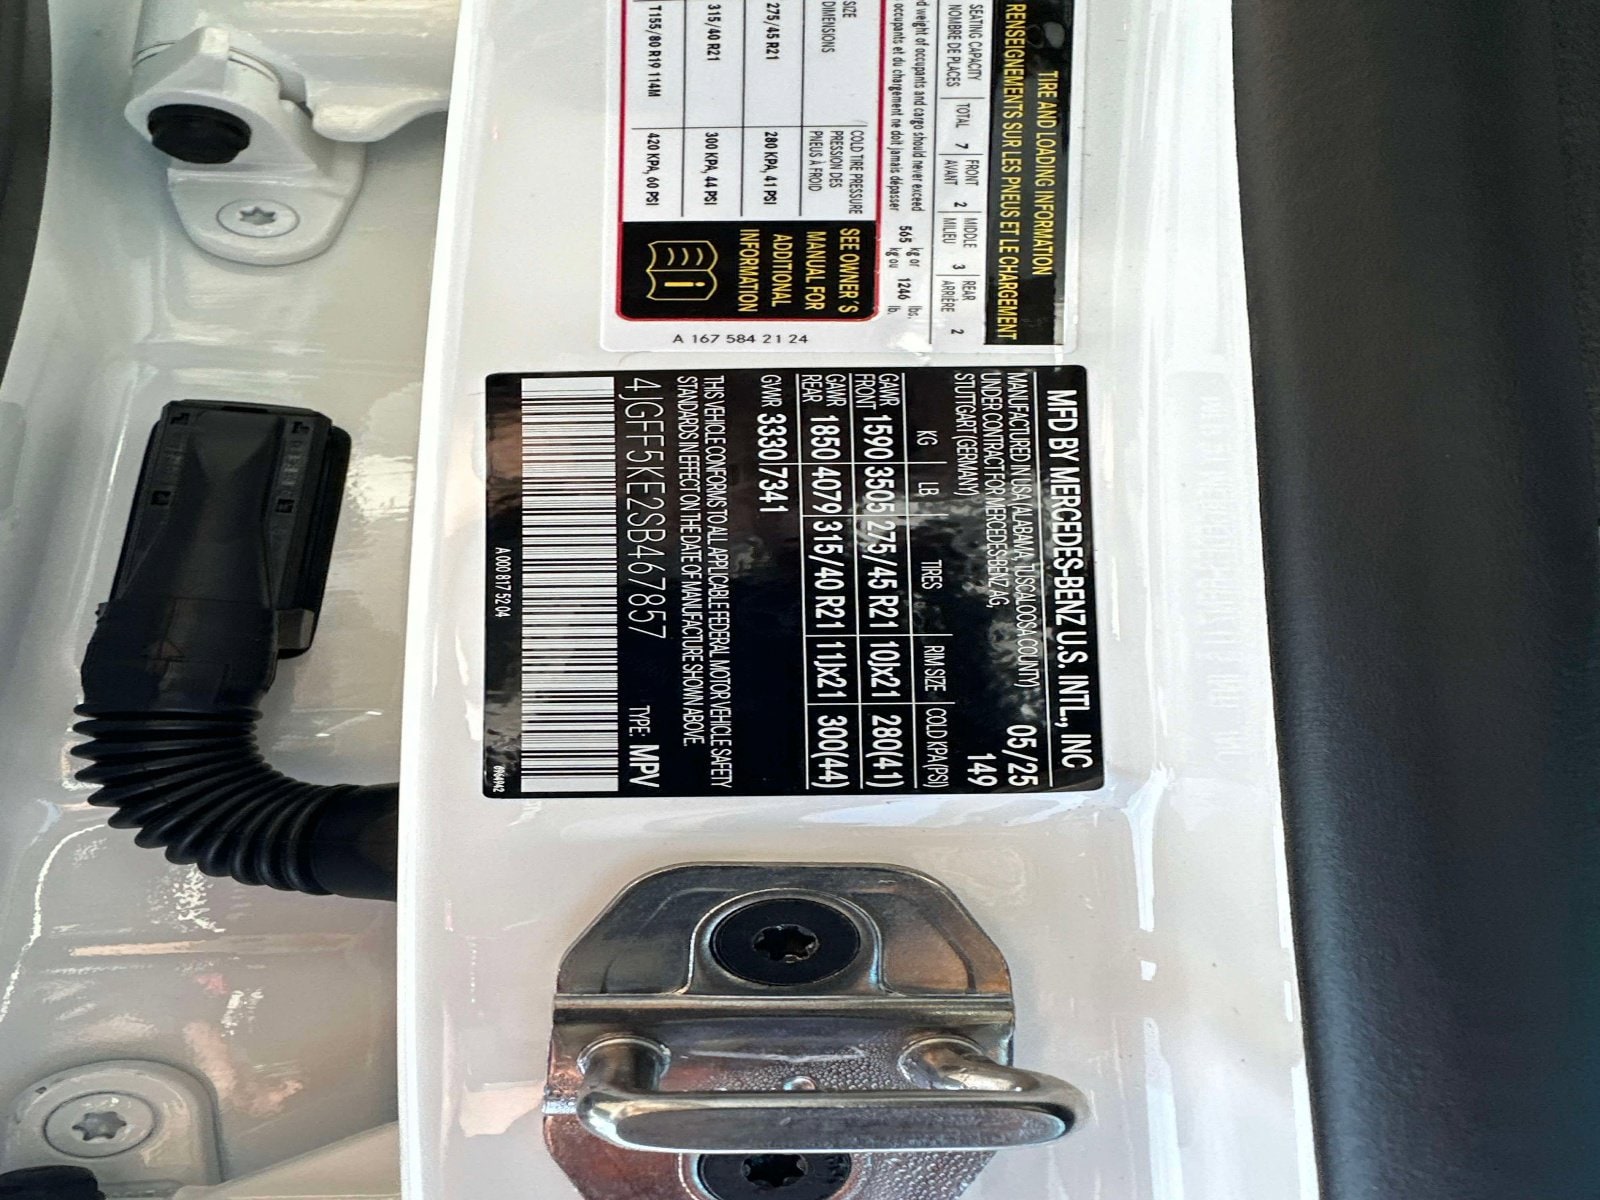 TIRE AND LOADING INFORMATION
RENSEIGNEMENTS SUR LES PNEUS ET LE CHARGEMENT
SEATING CAPACITY TOTAL 7 FRONT 2 MIDDLE 3 REAR 2
NOMBRE DE PLACES AVANT MILIEU ARRIÈRE
weight of occupants and cargo should never exceed 565 kg or 1246 lbs.
occupants et du chargement ne doit jamais dépasser kg ou lb.
SIZE COLD TIRE PRESSURE
DIMENSIONS PRESSION DES
PNEUS À FROID
275/45 R21 280 KPA, 41 PSI
315/40 R21 300 KPA, 44 PSI
T155/80 R19 114M 420 KPA, 60 PSI
SEE OWNER'S
MANUAL FOR
ADDITIONAL
INFORMATION
A 167 584 21 24
MFD BY MERCEDES-BENZ U.S. INTL., INC
MANUFACTURED IN USA (ALABAMA, TUSCALOOSA COUNTY) 05/25
UNDER CONTRACT FOR MERCEDES-BENZ AG, 149
STUTTGART (GERMANY)
KG LB TIRES RIM SIZE COLD KPA (PSI)
GAWR FRONT 1590 3505 275/45 R21 10Jx21 280(41)
GAWR REAR 1850 4079 315/40 R21 11Jx21 300(44)
GVWR 3330 7341
THIS VEHICLE CONFORMS TO ALL APPLICABLE FEDERAL MOTOR VEHICLE SAFETY
STANDARDS IN EFFECT ON THE DATE OF MANUFACTURE SHOWN ABOVE.
4JGFF5KE2SB467857 TYPE: MPV
A 000 817 52 04